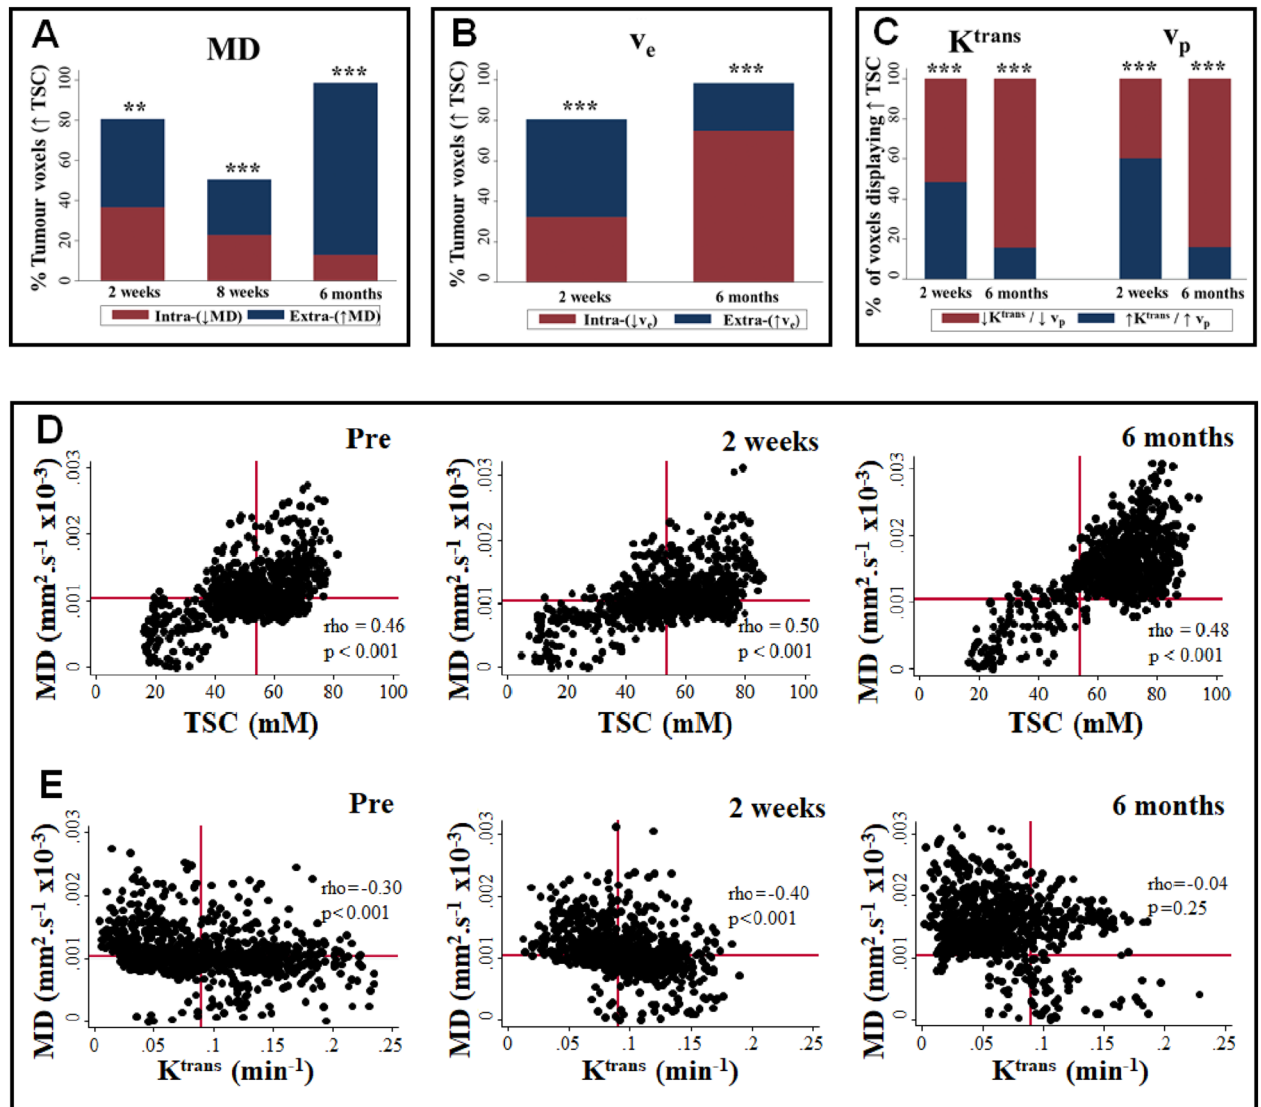 A
MD
% Tumour voxels (↑ TSC)
0 20 40 60 80 100
** *** ***
2 weeks 8 weeks 6 months
Intra-(↓MD) Extra-(↑MD)
B
vₑ
% Tumour voxels (↑ TSC)
0 20 40 60 80 100
*** ***
2 weeks 6 months
Intra-(↓vₑ) Extra-(↑vₑ)
C
Kᵗʳᵃⁿˢ vₚ
% of voxels displaying ↑ TSC
0 20 40 60 80 100
*** *** *** ***
2 weeks 6 months 2 weeks 6 months
↓Kᵗʳᵃⁿˢ / ↓ vₚ ↑Kᵗʳᵃⁿˢ / ↑ vₚ
D
Pre
MD (mm².s⁻¹ x10⁻³)
0 .001 .002 .003
rho = 0.46
p < 0.001
0 20 40 60 80 100
TSC (mM)
2 weeks
MD (mm².s⁻¹ x10⁻³)
0 .001 .002 .003
rho = 0.50
p < 0.001
0 20 40 60 80 100
TSC (mM)
6 months
MD (mm².s⁻¹ x10⁻³)
0 .001 .002 .003
rho = 0.48
p < 0.001
0 20 40 60 80 100
TSC (mM)
E
Pre
MD (mm².s⁻¹ x10⁻³)
0 .001 .002 .003
rho=-0.30
p<0.001
0 .05 .1 .15 .2 .25
Kᵗʳᵃⁿˢ (min⁻¹)
2 weeks
MD (mm².s⁻¹ x10⁻³)
0 .001 .002 .003
rho=-0.40
p<0.001
0 .05 .1 .15 .2 .25
Kᵗʳᵃⁿˢ (min⁻¹)
6 months
MD (mm².s⁻¹ x10⁻³)
0 .001 .002 .003
rho=-0.04
p=0.25
0 .05 .1 .15 .2 .25
Kᵗʳᵃⁿˢ (min⁻¹)